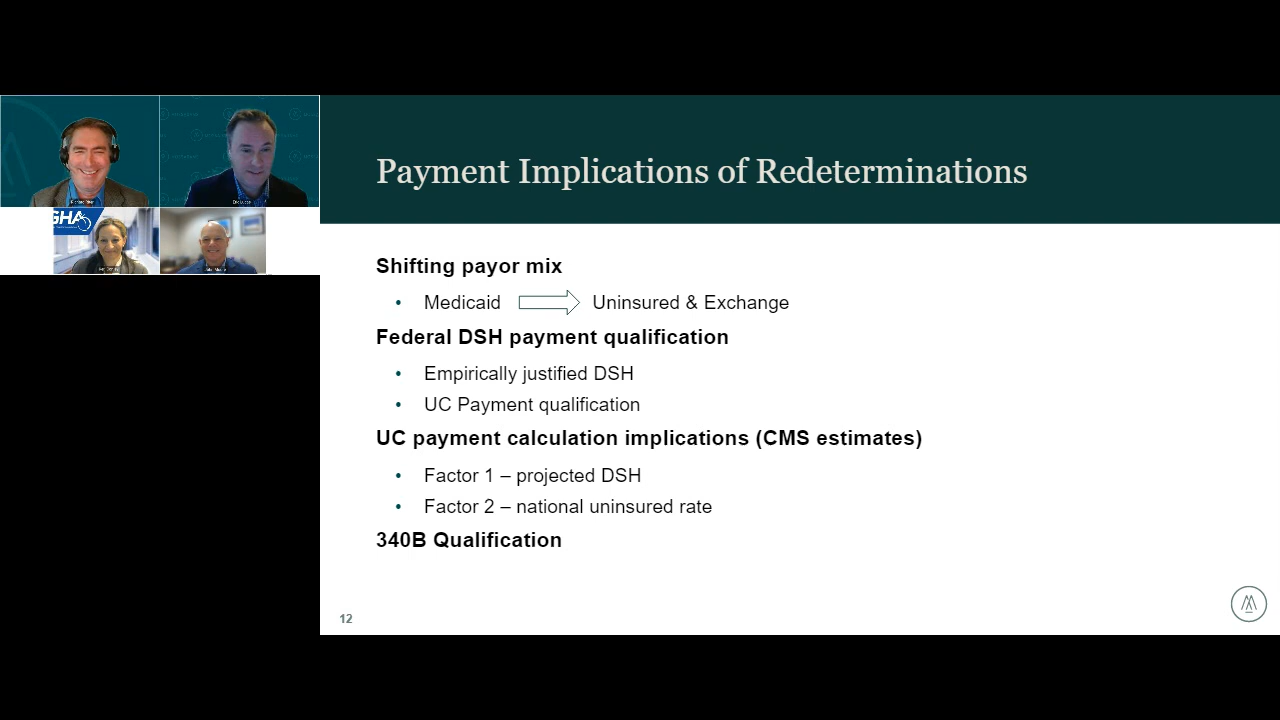 Payment Implications of Redeterminations
Shifting payor mix
• Medicaid Uninsured & Exchange
Federal DSH payment qualification
• Empirically justified DSH
• UC Payment qualification
UC payment calculation implications (CMS estimates)
• Factor 1 – projected DSH
• Factor 2 – national uninsured rate
340B Qualification
12